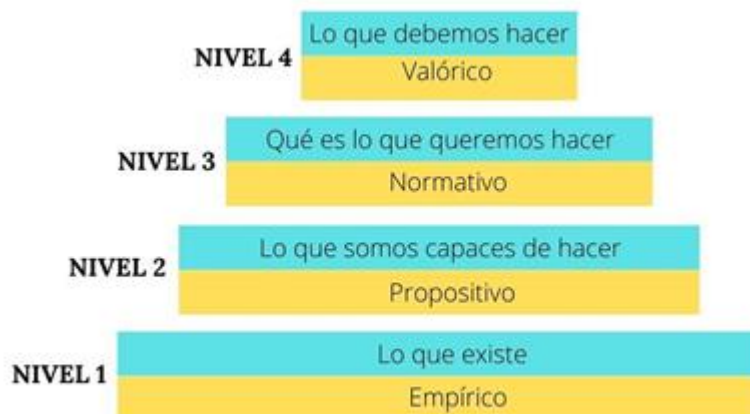 NIVEL 4
Lo que debemos hacer
Valórico
NIVEL 3
Qué es lo que queremos hacer
Normativo
NIVEL 2
Lo que somos capaces de hacer
Propositivo
NIVEL 1
Lo que existe
Empírico